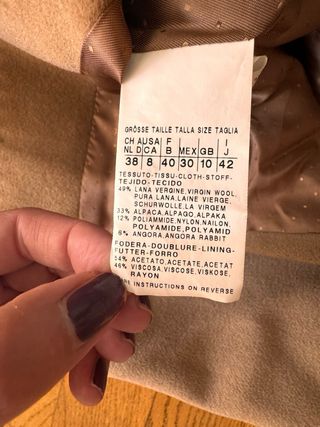 GRÖSSE TAILLE TALLA SIZE TAGLIA
CH AUSA F I
NL D CA B MEX GB J
38 8 40 30 10 42
TESSUTO-TISSU-CLOTH-STOFF-
TEJIDO-TECIDO
49% LANA VERGINE, VIRGIN WOOL,
PURA LANA, LAINE VIERGE,
SCHURWOLLE, LA VIRGEM
33% ALPACA, ALPAGO, ALPAKA
12% POLIAMMIDE, NYLON, NAILON,
POLYAMIDE, POLYAMID
6% ANGORA, ANGORA RABBIT
FODERA-DOUBLURE-LINING-
FUTTER-FORRO
54% ACETATO, ACETATE, ACETAT
46% VISCOSA, VISCOSE, VISKOSE,
RAYON
INSTRUCTIONS ON REVERSE